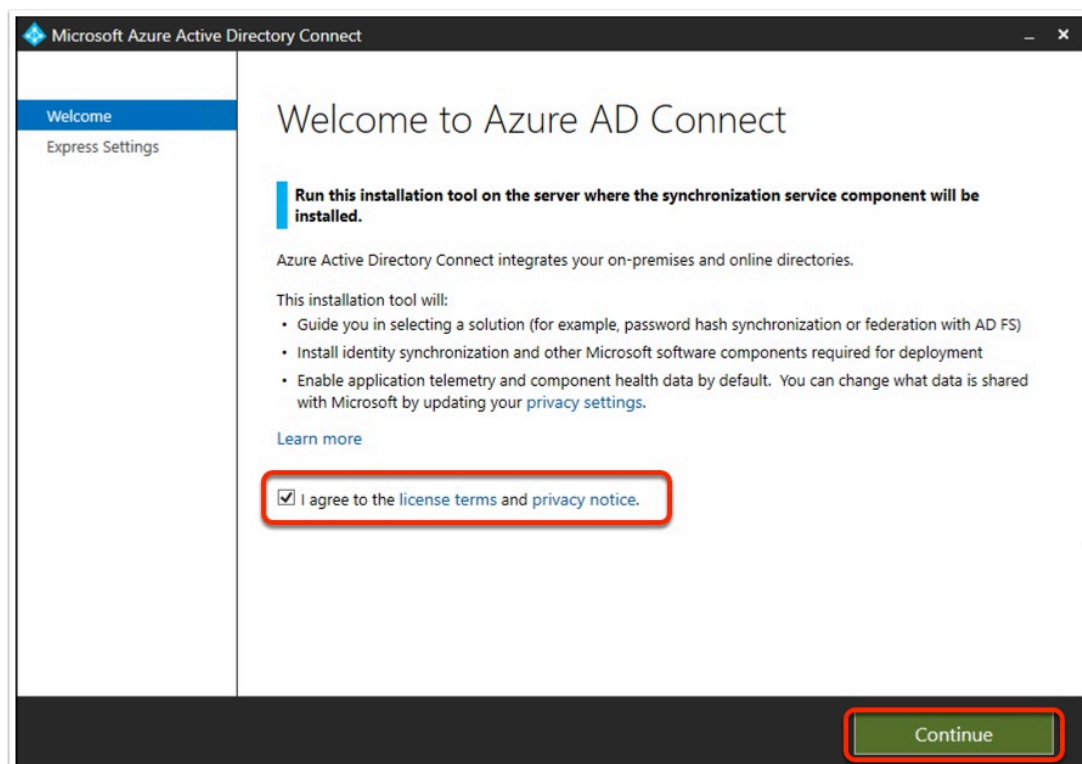 Microsoft Azure Active Directory Connect
Welcome
Express Settings
Welcome to Azure AD Connect
Run this installation tool on the server where the synchronization service component will be
installed.
Azure Active Directory Connect integrates your on-premises and online directories.
This installation tool will:
• Guide you in selecting a solution (for example, password hash synchronization or federation with AD FS)
• Install identity synchronization and other Microsoft software components required for deployment
• Enable application telemetry and component health data by default. You can change what data is shared
with Microsoft by updating your privacy settings.
Learn more
I agree to the license terms and privacy notice.
Continue